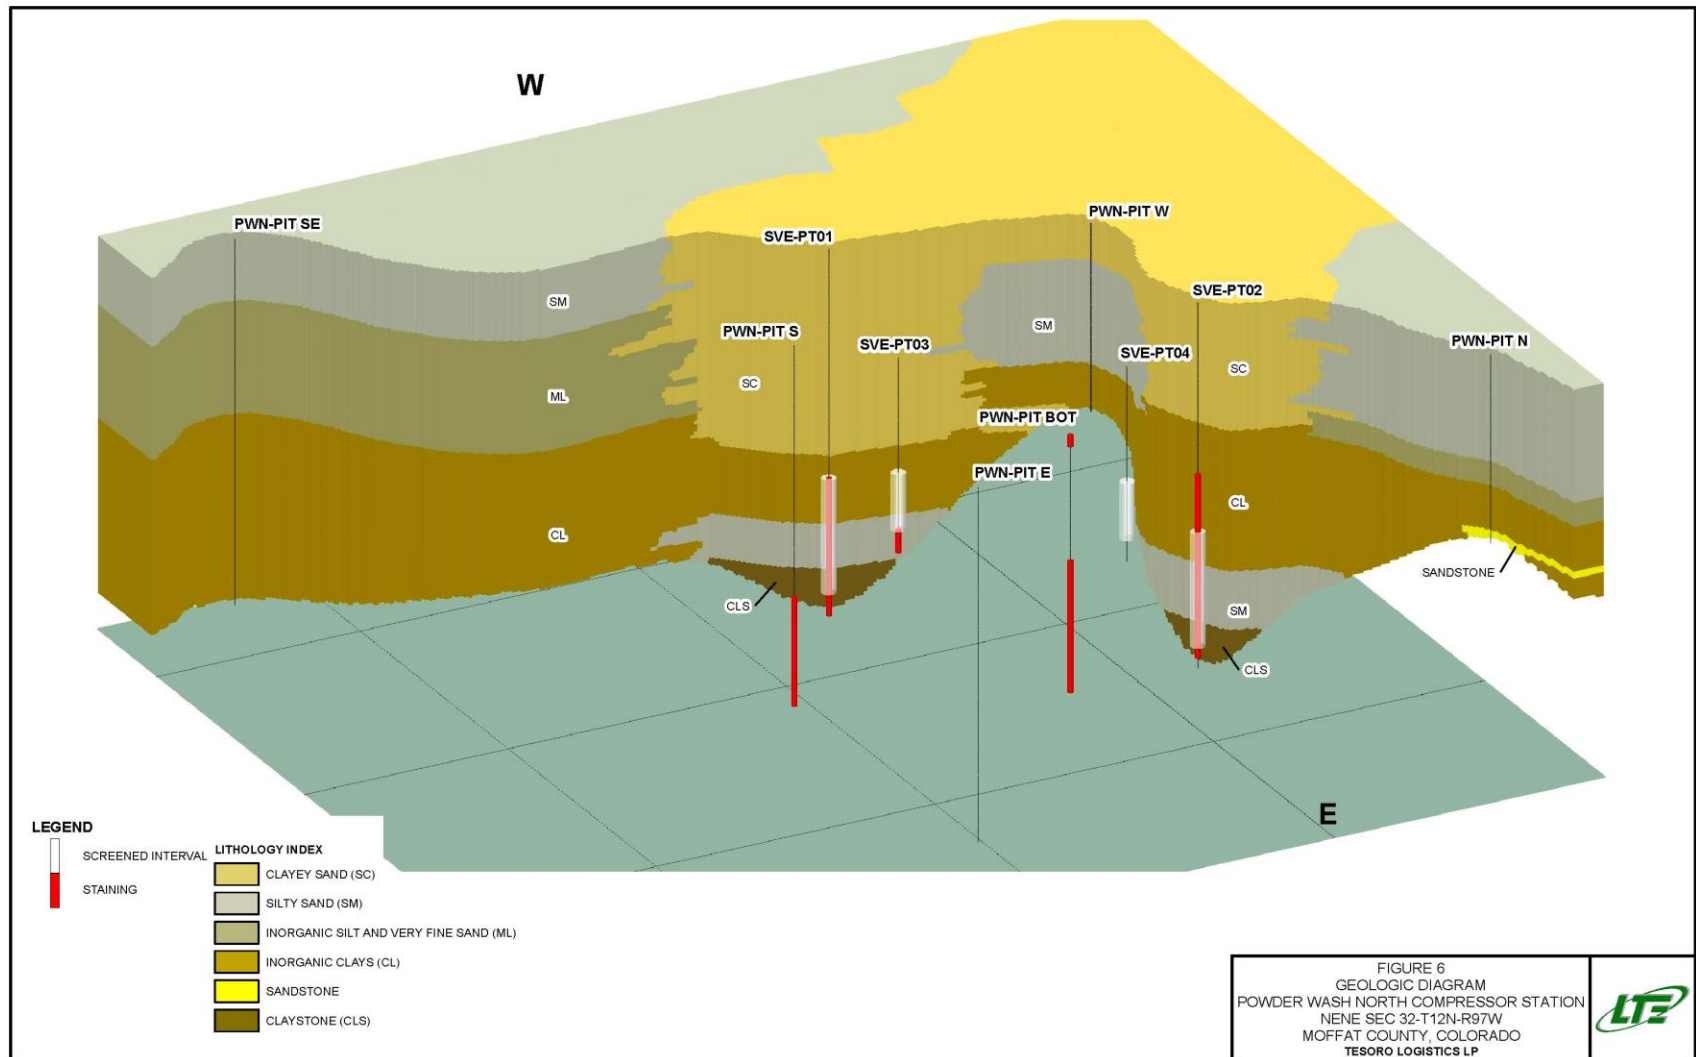 W
PWN-PIT SE
PWN-PIT W
SVE-PT01
SVE-PT02
SM
PWN-PIT S
SM
SVE-PT03
PWN-PIT N
SVE-PT04
SC
SC
ML
PWN-PIT BOT
PWN-PIT E
CL
CL
SANDSTONE
CLS
SM
CLS
E
LEGEND
SCREENED INTERVAL
STAINING
LITHOLOGY INDEX
CLAYEY SAND (SC)
SILTY SAND (SM)
INORGANIC SILT AND VERY FINE SAND (ML)
INORGANIC CLAYS (CL)
SANDSTONE
CLAYSTONE (CLS)
FIGURE 6
GEOLOGIC DIAGRAM
POWDER WASH NORTH COMPRESSOR STATION
NENE SEC 32-T12N-R97W
MOFFAT COUNTY, COLORADO
TESORO LOGISTICS LP
LTE